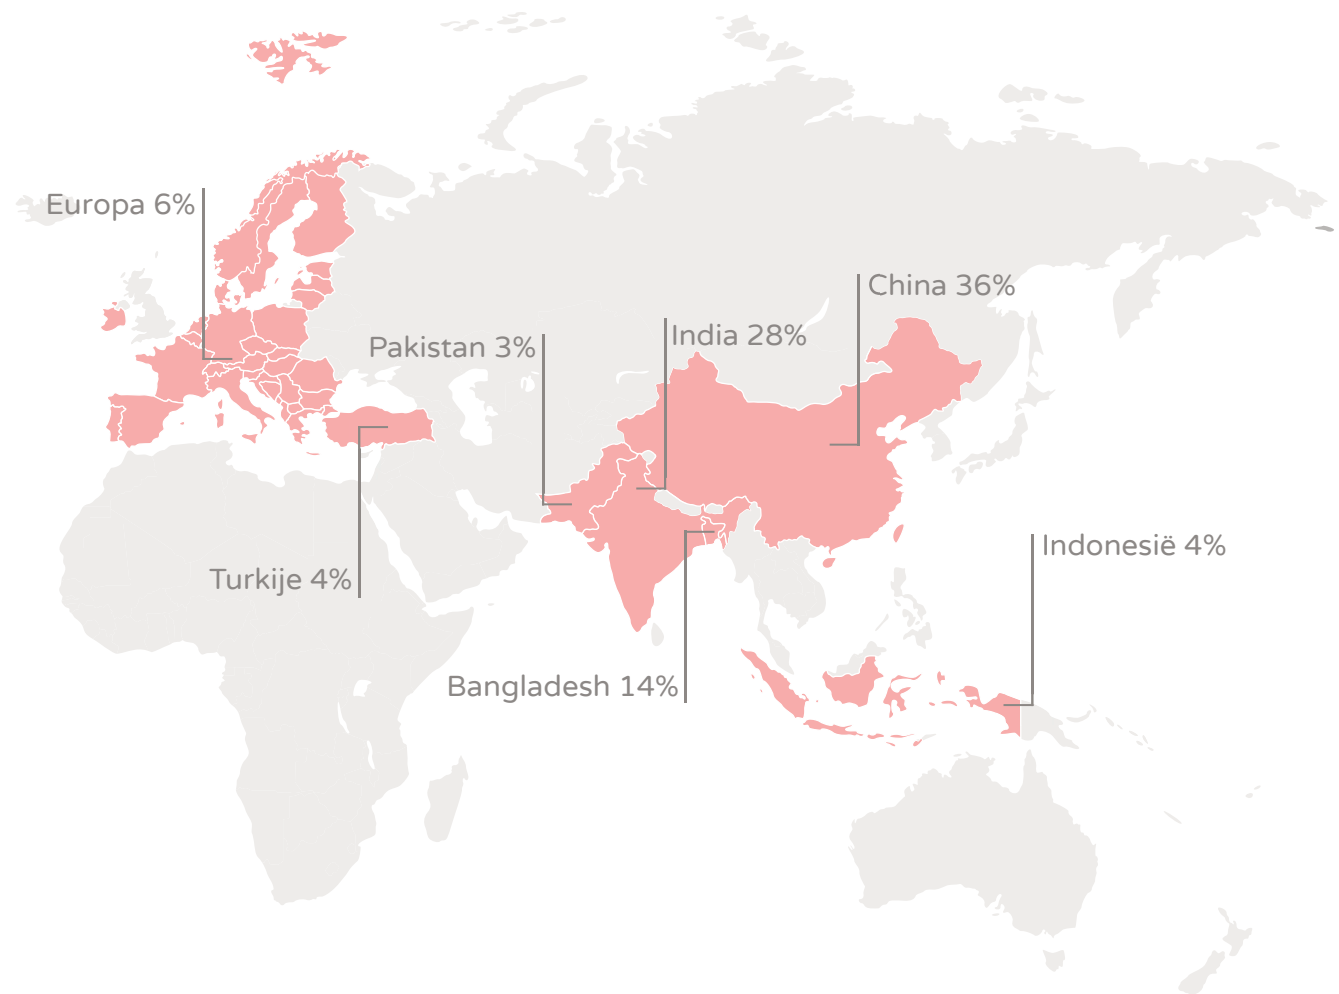 Europa 6%
China 36%
India 28%
Pakistan 3%
Indonesië 4%
Turkije 4%
Bangladesh 14%